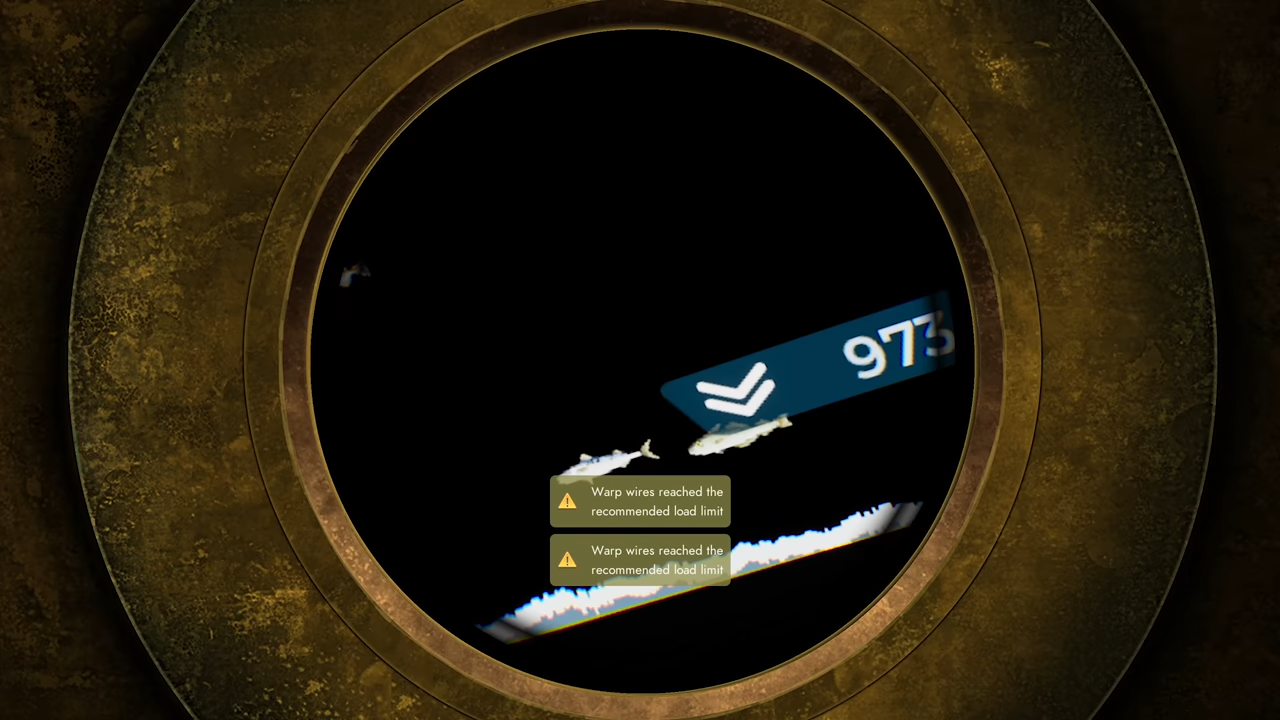 973
Warp wires reached the
recommended load limit
Warp wires reached the
recommended load limit